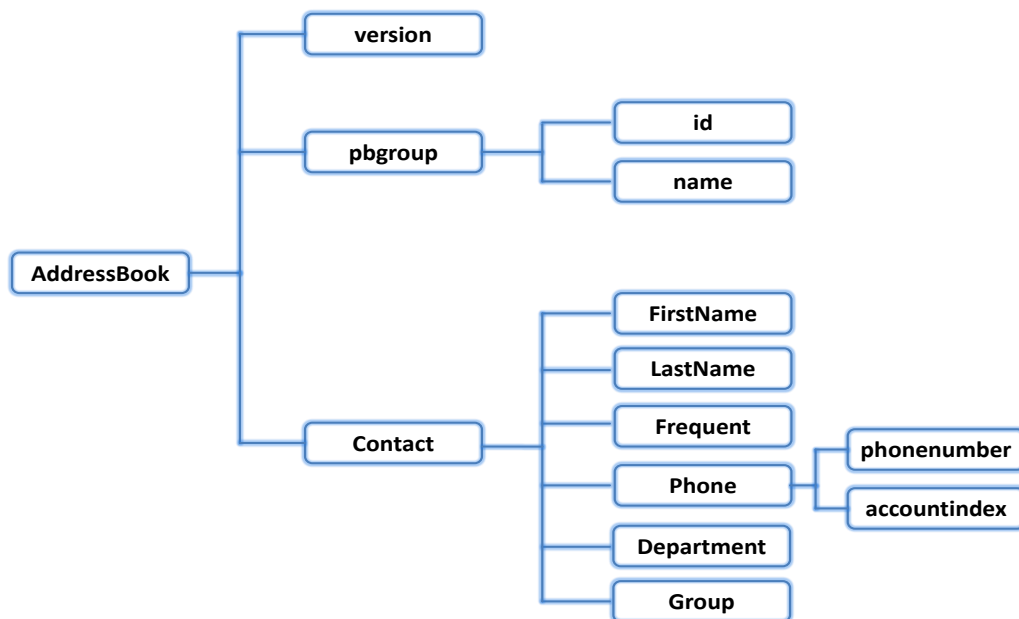 version
pbgroup
id
name
AddressBook
Contact
FirstName
LastName
Frequent
Phone
phonenumber
accountindex
Department
Group